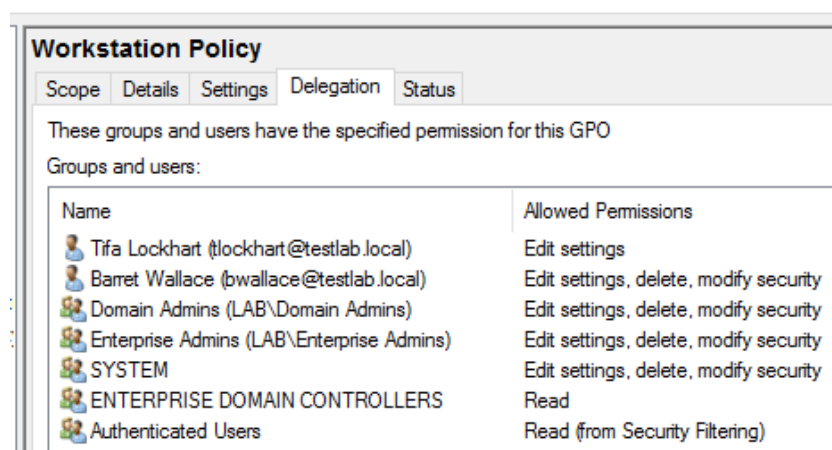 Workstation Policy
Scope Details Settings Delegation Status
These groups and users have the specified permission for this GPO
Groups and users:
Name Allowed Permissions
Tifa Lockhart (tlockhart@testlab.local) Edit settings
Barret Wallace (bwallace@testlab.local) Edit settings, delete, modify security
Domain Admins (LAB\Domain Admins) Edit settings, delete, modify security
Enterprise Admins (LAB\Enterprise Admins) Edit settings, delete, modify security
SYSTEM Edit settings, delete, modify security
ENTERPRISE DOMAIN CONTROLLERS Read
Authenticated Users Read (from Security Filtering)